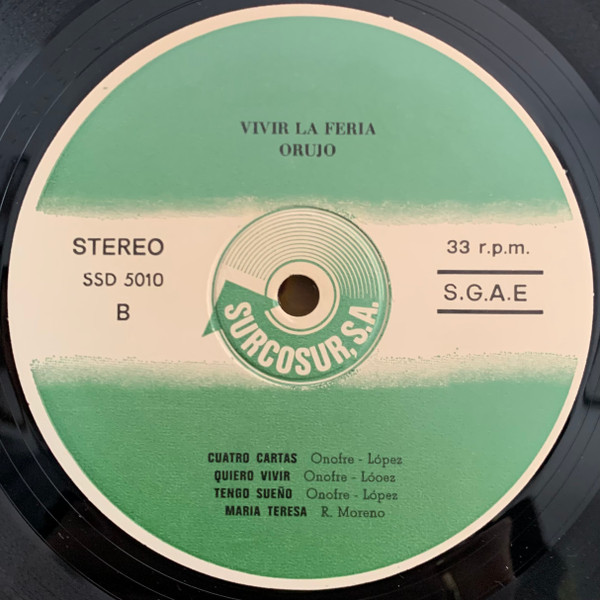 VIVIR LA FERIA
ORUJO
STEREO
SSD 5010
B
33 r.p.m.
S.G.A.E
SURCOSUR, S.A.
CUATRO CARTAS Onofre - López
QUIERO VIVIR Onofre - Lóoez
TENGO SUEÑO Onofre - López
MARIA TERESA R. Moreno